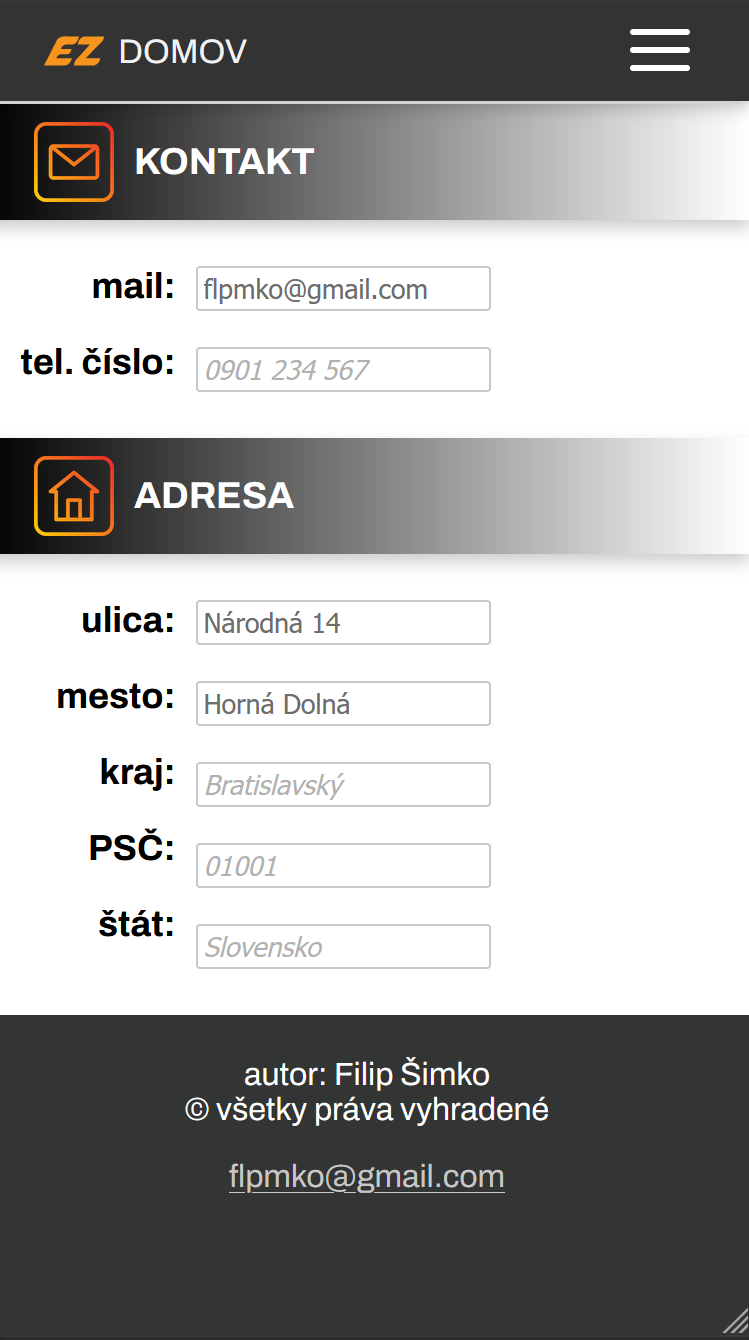 EZ DOMOV
KONTAKT
mail: flpmko@gmail.com
tel. číslo: 0901 234 567
ADRESA
ulica: Národná 14
mesto: Horná Dolná
kraj: Bratislavský
PSČ: 01001
štát: Slovensko
autor: Filip Šimko
© všetky práva vyhradené
flpmko@gmail.com